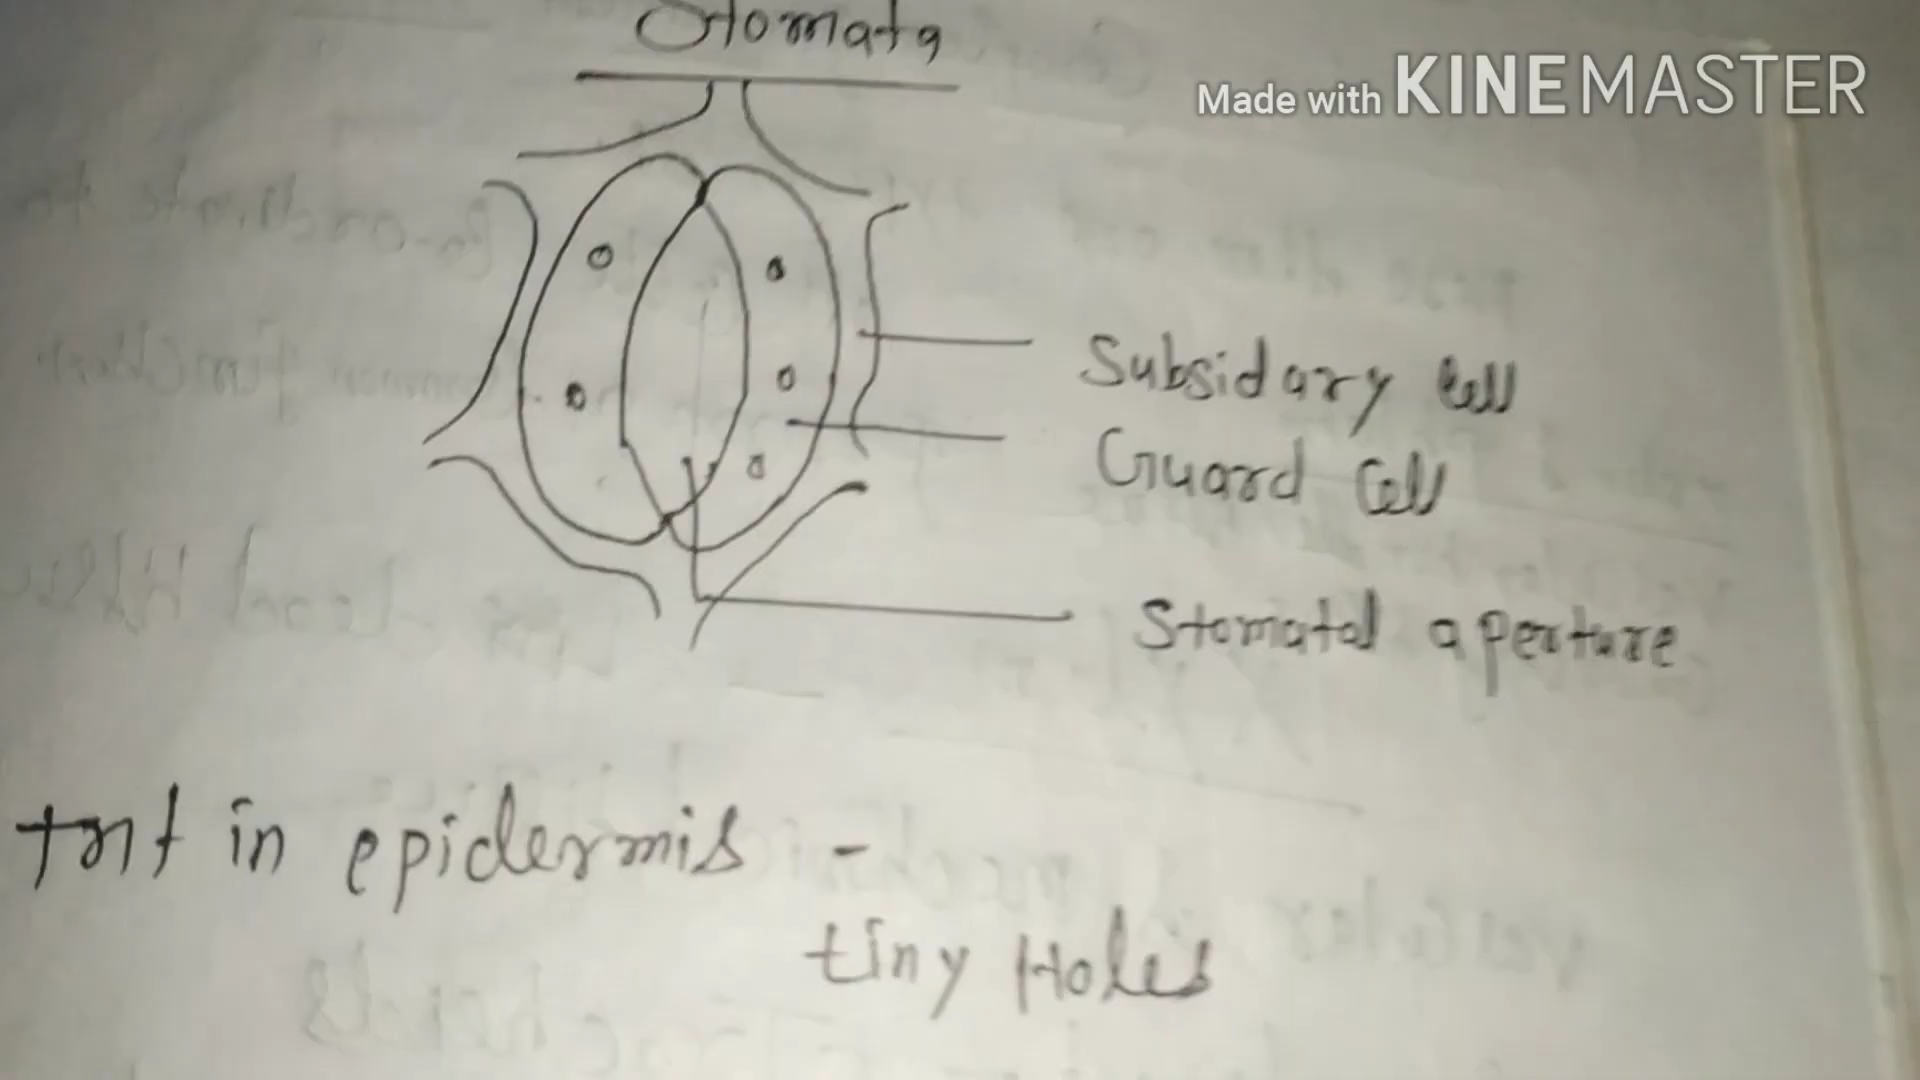 Stomata
Made with KINEMASTER
Subsidary Cell
Guard Cell
Stomatal aperture
in epidermis -
tiny Holes